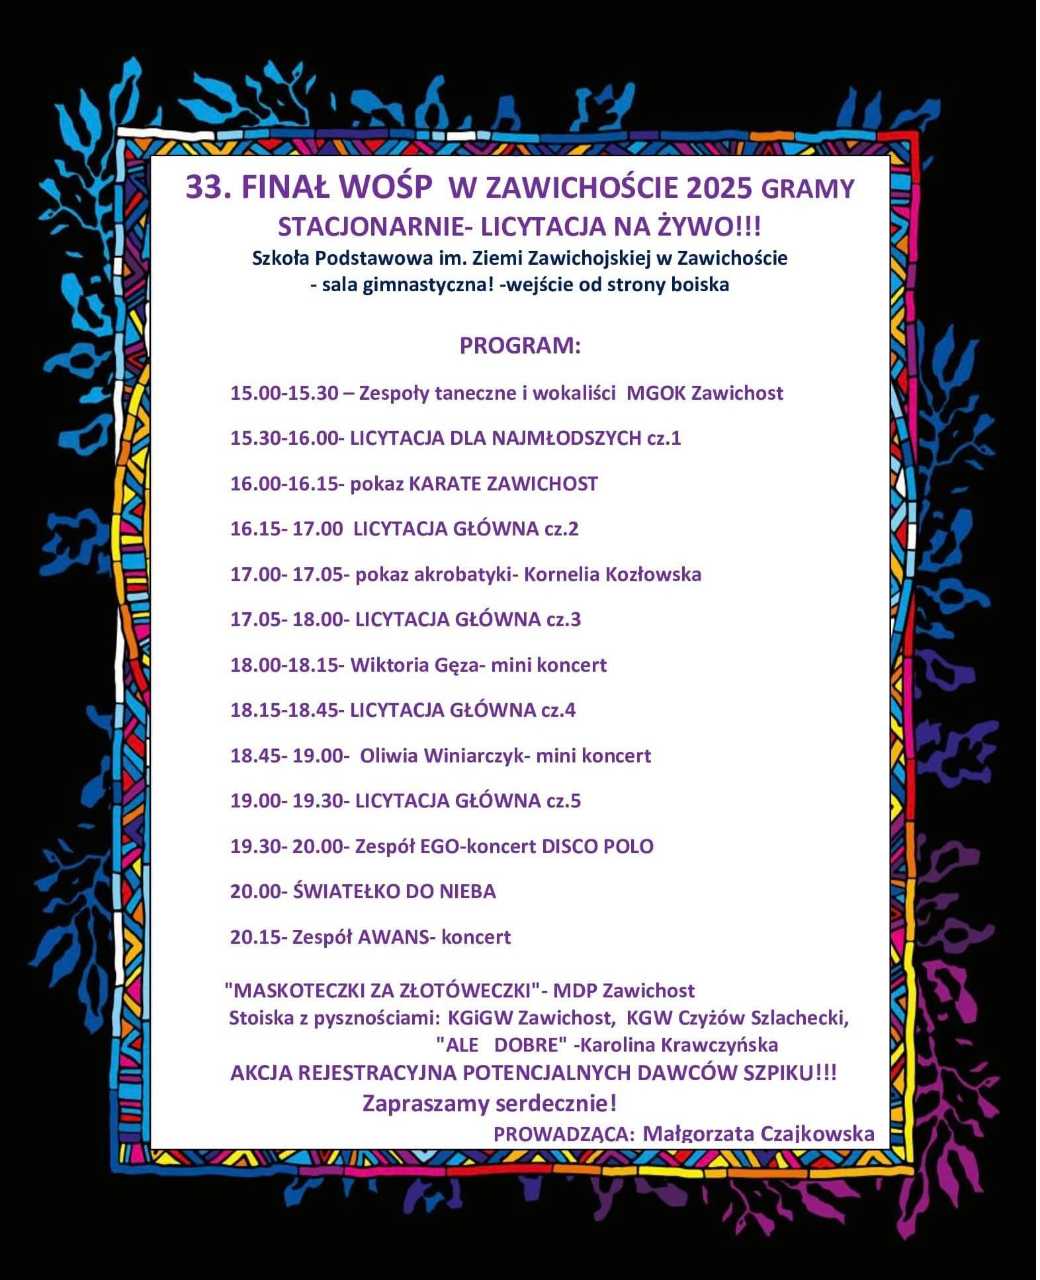 33. FINAŁ WOŚP W ZAWICHOŚCIE 2025 GRAMY
STACJONARNIE- LICYTACJA NA ŻYWO!!!
Szkoła Podstawowa im. Ziemi Zawichojskiej w Zawichoście
- sala gimnastyczna! -wejście od strony boiska
PROGRAM:
15.00-15.30 – Zespoły taneczne i wokaliści MGOK Zawichost
15.30-16.00- LICYTACJA DLA NAJMŁODSZYCH cz.1
16.00-16.15- pokaz KARATE ZAWICHOST
16.15- 17.00 LICYTACJA GŁÓWNA cz.2
17.00- 17.05- pokaz akrobatyki- Kornelia Kozłowska
17.05- 18.00- LICYTACJA GŁÓWNA cz.3
18.00-18.15- Wiktoria Gęza- mini koncert
18.15-18.45- LICYTACJA GŁÓWNA cz.4
18.45- 19.00- Oliwia Winiarczyk- mini koncert
19.00- 19.30- LICYTACJA GŁÓWNA cz.5
19.30- 20.00- Zespół EGO-koncert DISCO POLO
20.00- ŚWIATEŁKO DO NIEBA
20.15- Zespół AWANS- koncert
"MASKOTECZKI ZA ZŁOTÓWECZKI"- MDP Zawichost
Stoiska z pysznościami: KGiGW Zawichost, KGW Czyżów Szlachecki,
"ALE DOBRE" -Karolina Krawczyńska
AKCJA REJESTRACYJNA POTENCJALNYCH DAWCÓW SZPIKU!!!
Zapraszamy serdecznie!
PROWADZĄCA: Małgorzata Czajkowska